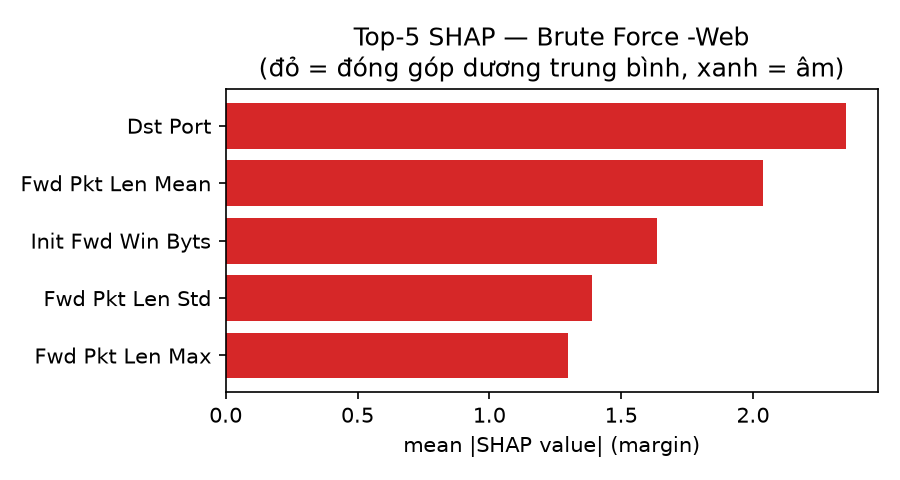 Top-5 SHAP — Brute Force -Web
(đỏ = đóng góp dương trung bình, xanh = âm)
Dst Port
Fwd Pkt Len Mean
Init Fwd Win Byts
Fwd Pkt Len Std
Fwd Pkt Len Max
0.0 0.5 1.0 1.5 2.0
mean |SHAP value| (margin)